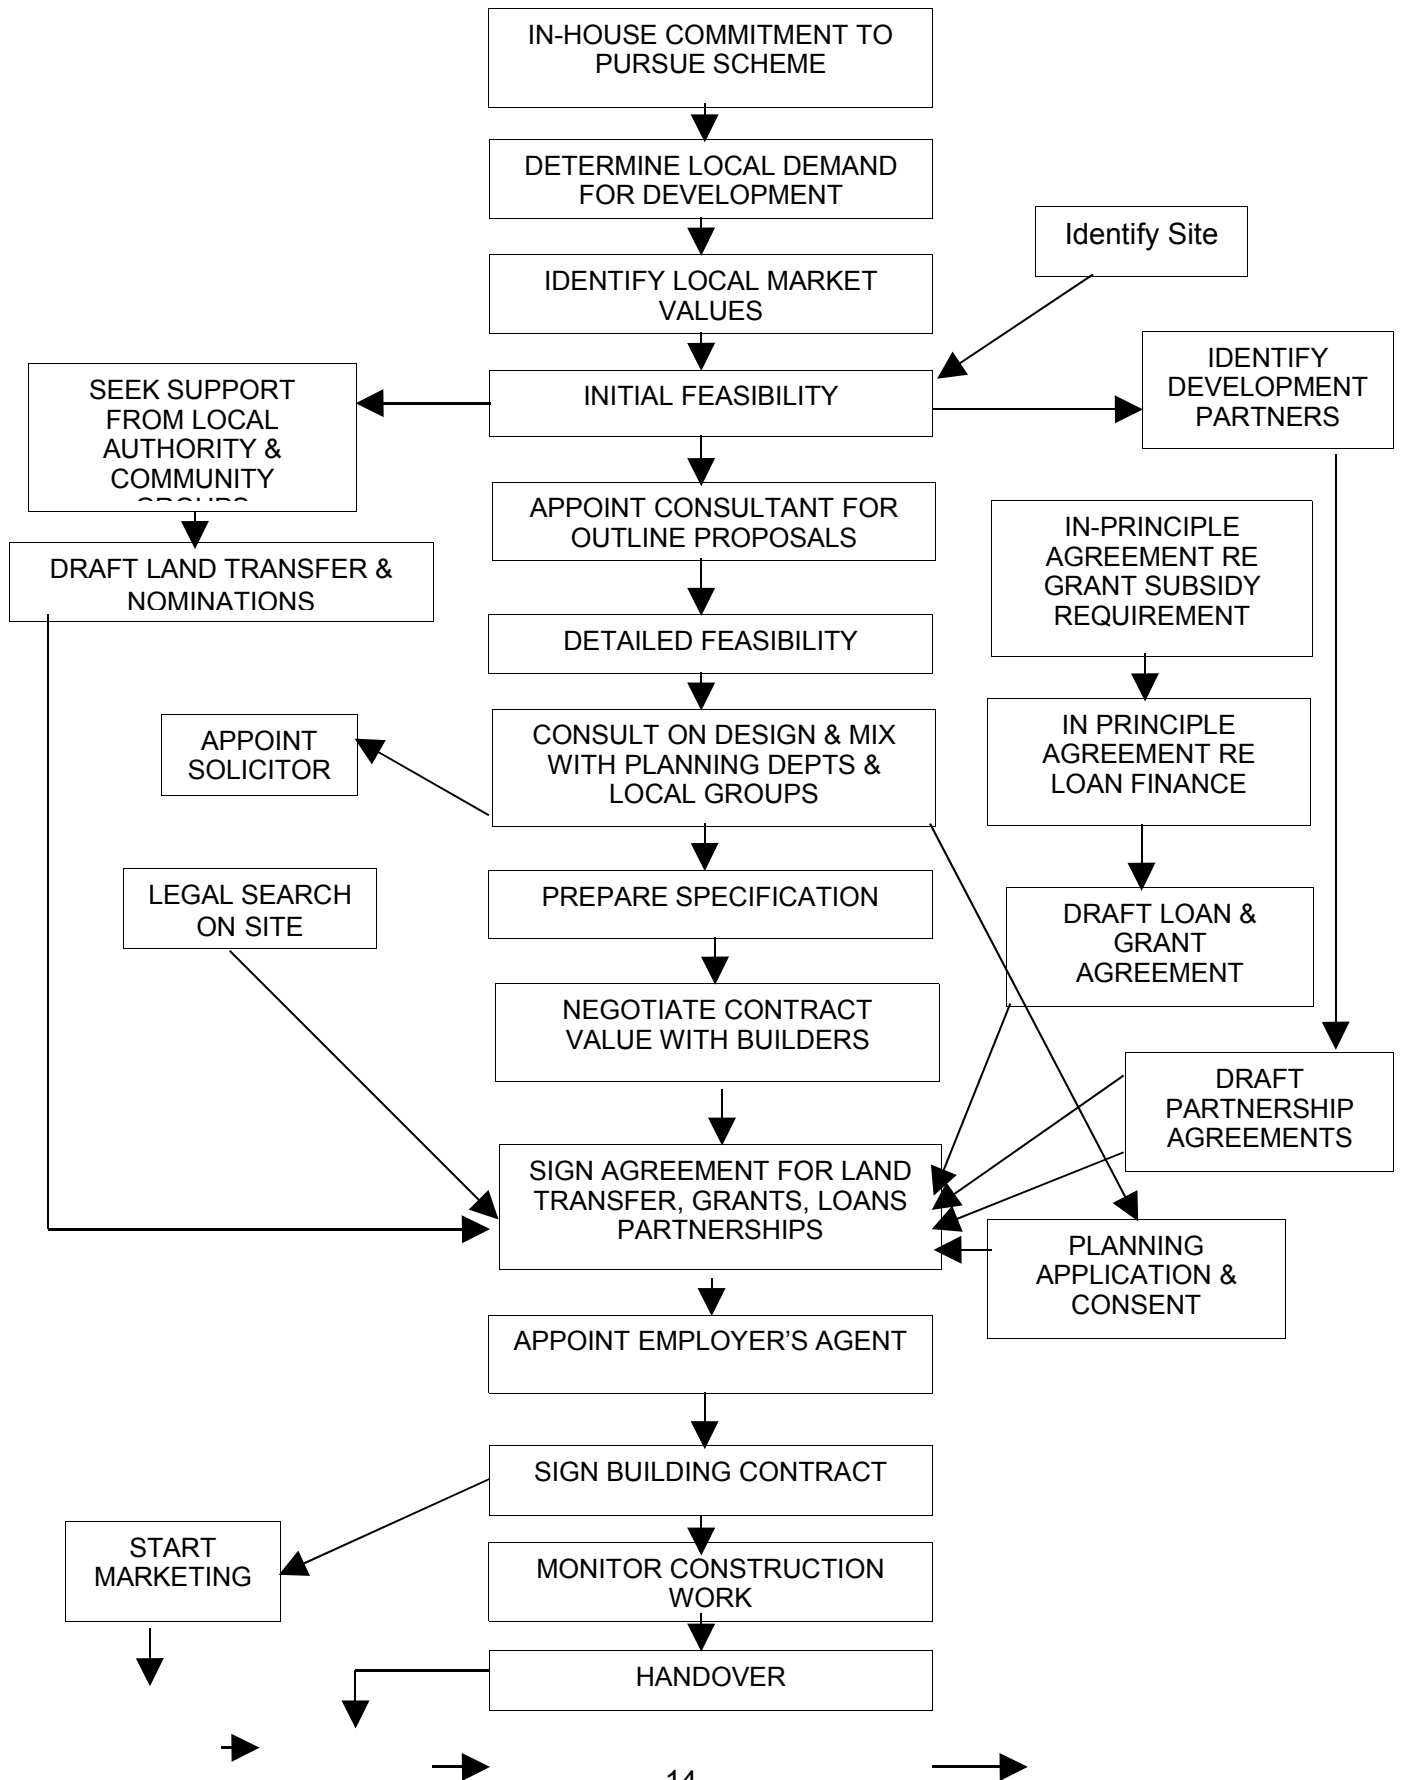 IN-HOUSE COMMITMENT TO
PURSUE SCHEME
DETERMINE LOCAL DEMAND
FOR DEVELOPMENT
Identify Site
IDENTIFY LOCAL MARKET
VALUES
IDENTIFY
DEVELOPMENT
PARTNERS
SEEK SUPPORT
FROM LOCAL
AUTHORITY &
COMMUNITY
GROUPS
INITIAL FEASIBILITY
APPOINT CONSULTANT FOR
OUTLINE PROPOSALS
IN-PRINCIPLE
AGREEMENT RE
GRANT SUBSIDY
REQUIREMENT
DRAFT LAND TRANSFER &
NOMINATIONS
DETAILED FEASIBILITY
APPOINT
SOLICITOR
CONSULT ON DESIGN & MIX
WITH PLANNING DEPTS &
LOCAL GROUPS
IN PRINCIPLE
AGREEMENT RE
LOAN FINANCE
LEGAL SEARCH
ON SITE
PREPARE SPECIFICATION
DRAFT LOAN &
GRANT
AGREEMENT
NEGOTIATE CONTRACT
VALUE WITH BUILDERS
DRAFT
PARTNERSHIP
AGREEMENTS
SIGN AGREEMENT FOR LAND
TRANSFER, GRANTS, LOANS
PARTNERSHIPS
PLANNING
APPLICATION &
CONSENT
APPOINT EMPLOYER’S AGENT
SIGN BUILDING CONTRACT
START
MARKETING
MONITOR CONSTRUCTION
WORK
HANDOVER
14